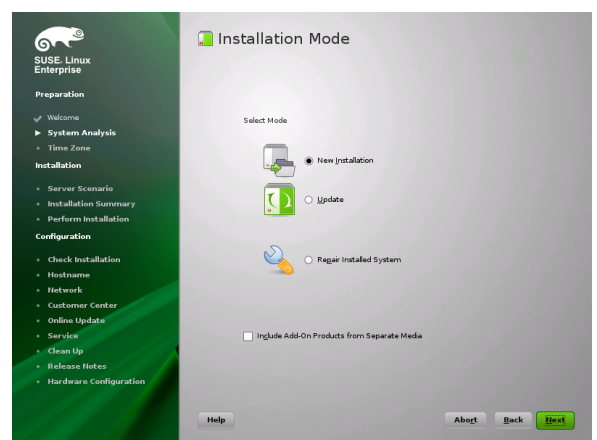 SUSE. Linux
Enterprise
Preparation
Welcome
System Analysis
Time Zone
Installation
Server Scenario
Installation Summary
Perform Installation
Configuration
Check Installation
Hostname
Network
Customer Center
Online Update
Service
Clean Up
Release Notes
Hardware Configuration
Installation Mode
Select Mode
New Installation
Update
Repair Installed System
Include Add-On Products from Separate Media
Help
Abort
Back
Next